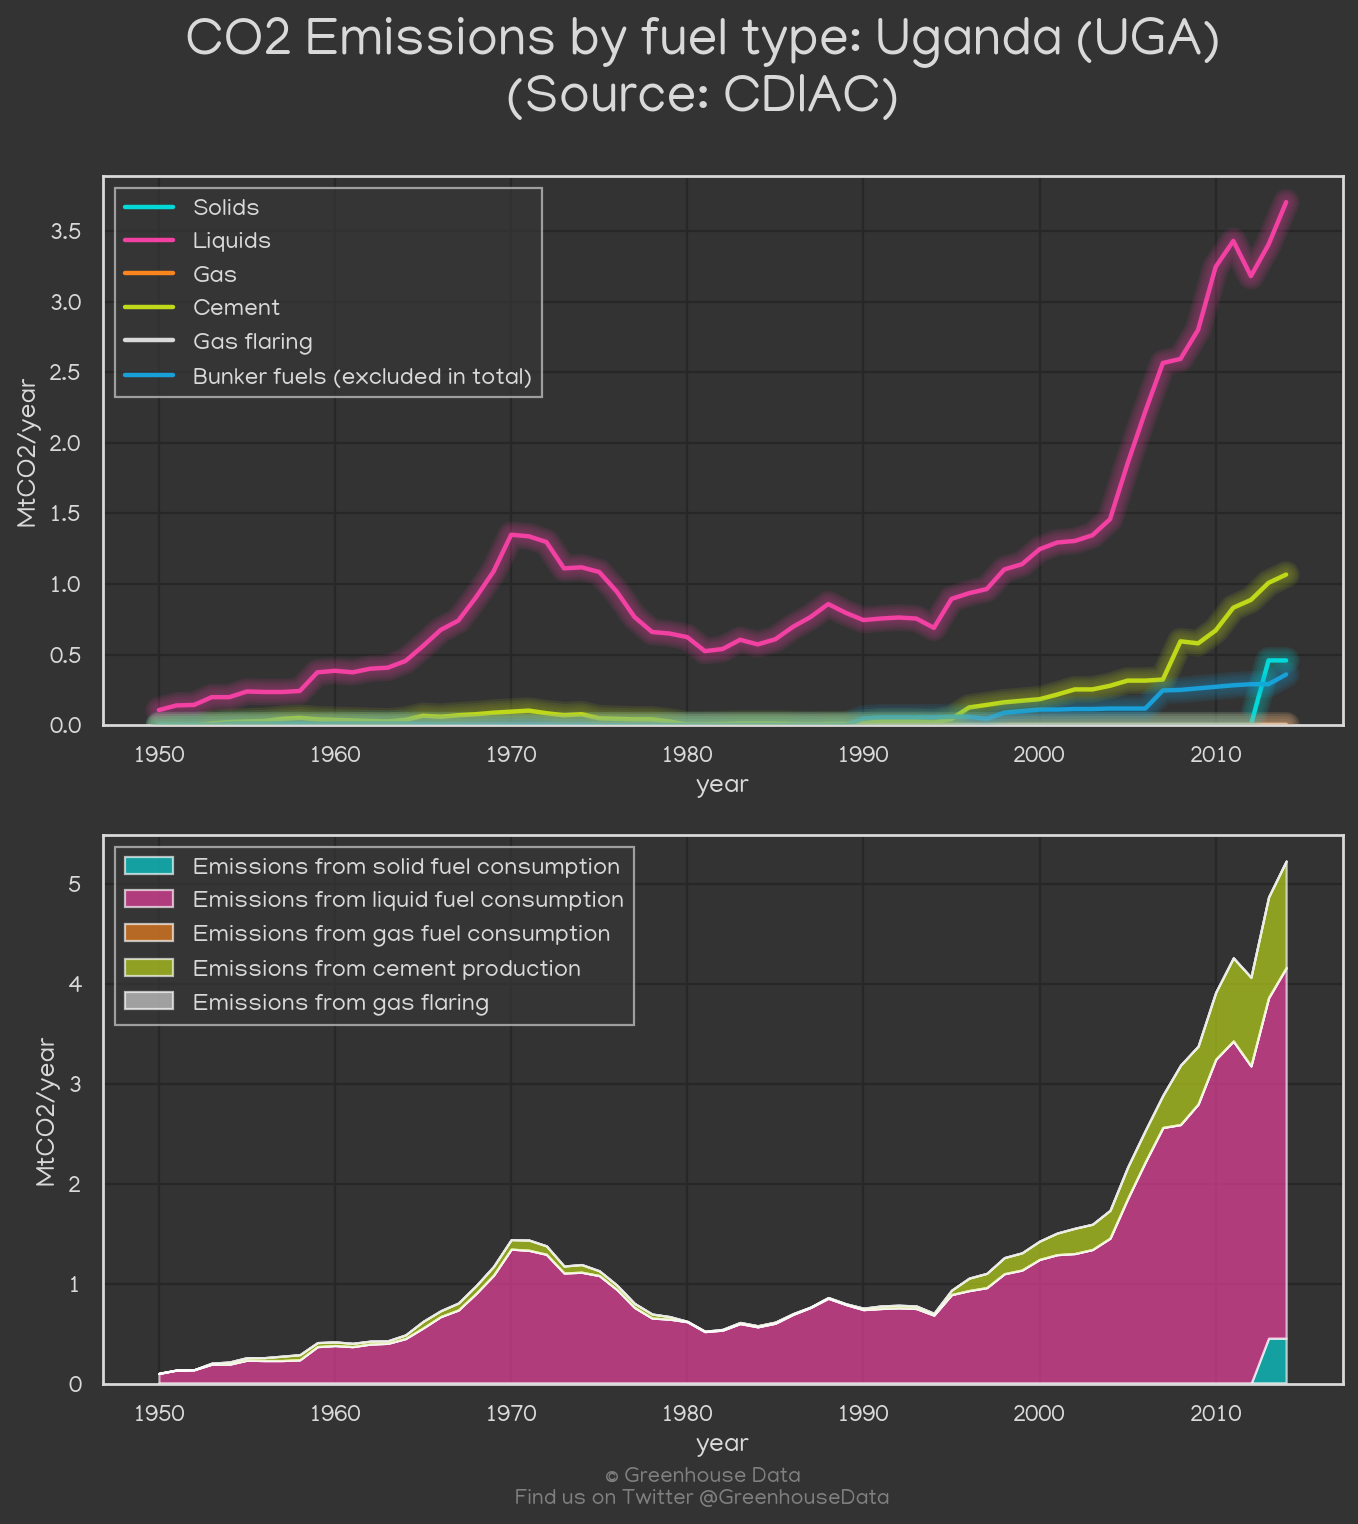 CO2 Emissions by fuel type: Uganda (UGA)
(Source: CDIAC)
Solids
Liquids
Gas
Cement
Gas flaring
Bunker fuels (excluded in total)
MtCO2/year
3.5
3.0
2.5
2.0
1.5
1.0
0.5
0.0
1950 1960 1970 1980 1990 2000 2010
year
Emissions from solid fuel consumption
Emissions from liquid fuel consumption
Emissions from gas fuel consumption
Emissions from cement production
Emissions from gas flaring
MtCO2/year
5
4
3
2
1
0
1950 1960 1970 1980 1990 2000 2010
year
© Greenhouse Data
Find us on Twitter @GreenhouseData